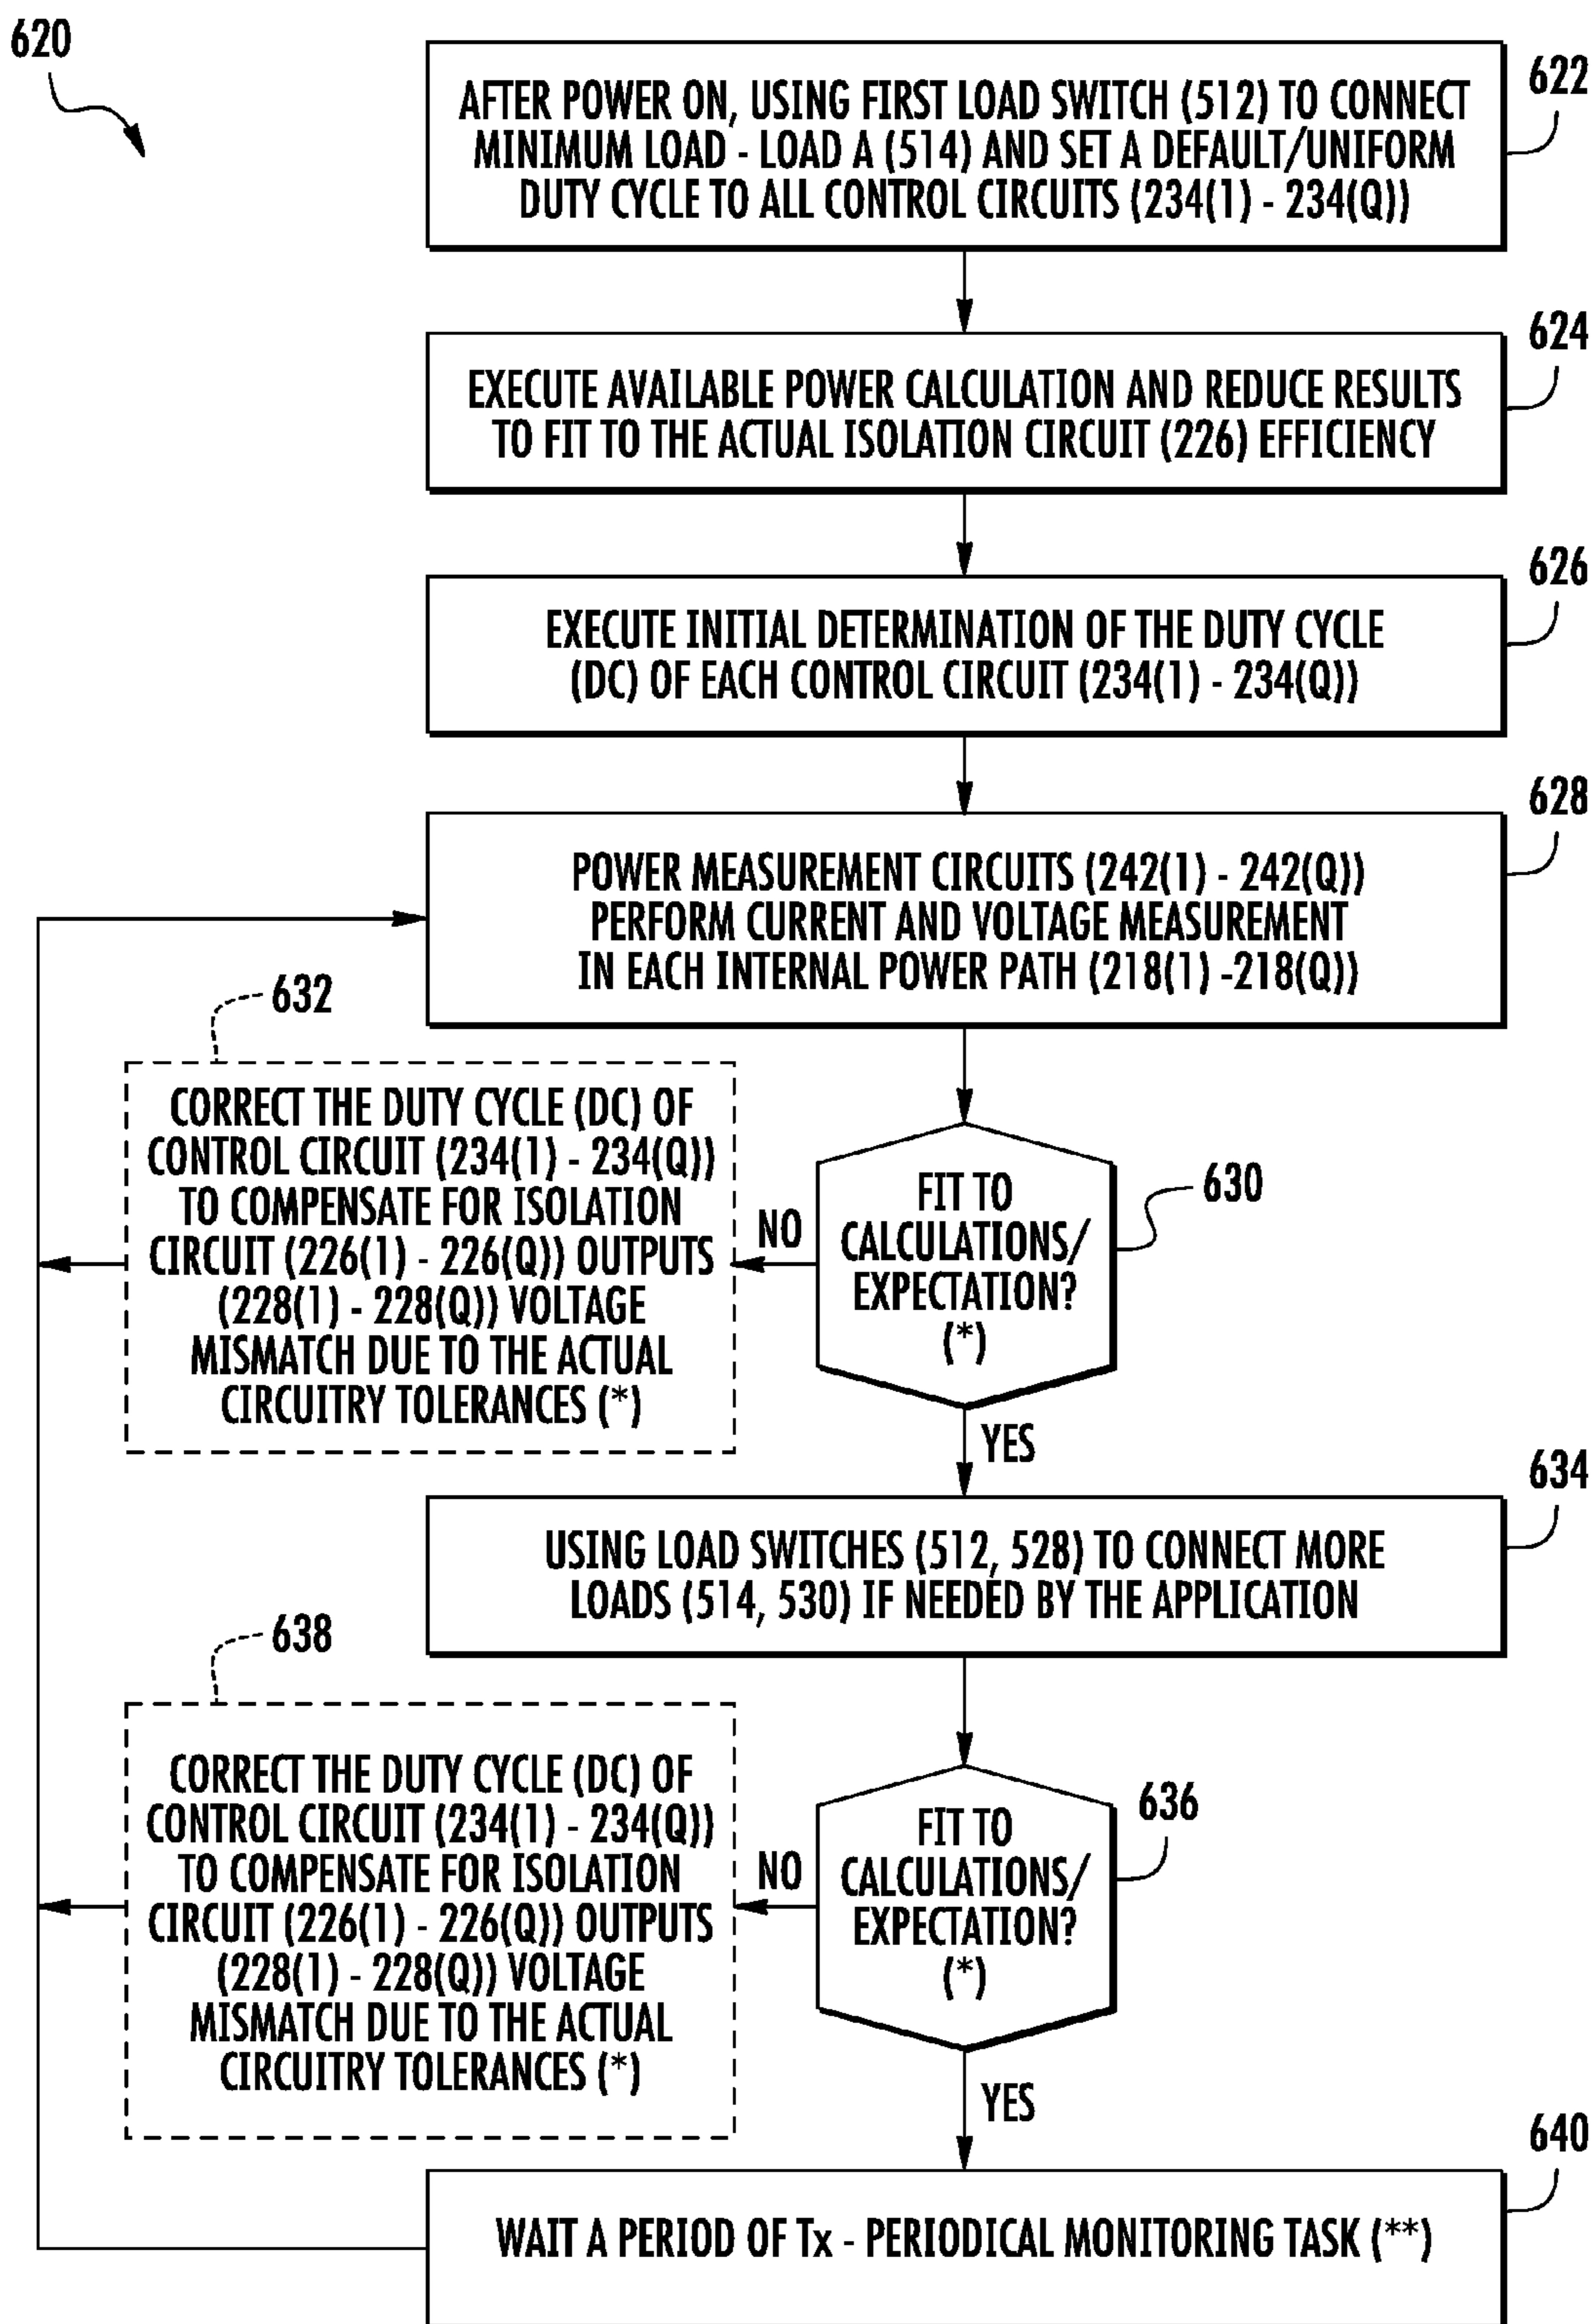 620
AFTER POWER ON, USING FIRST LOAD SWITCH (512) TO CONNECT
MINIMUM LOAD - LOAD A (514) AND SET A DEFAULT/UNIFORM
DUTY CYCLE TO ALL CONTROL CIRCUITS (234(1) - 234(Q))
622
EXECUTE AVAILABLE POWER CALCULATION AND REDUCE RESULTS
TO FIT TO THE ACTUAL ISOLATION CIRCUIT (226) EFFICIENCY
624
EXECUTE INITIAL DETERMINATION OF THE DUTY CYCLE
(DC) OF EACH CONTROL CIRCUIT (234(1) - 234(Q))
626
POWER MEASUREMENT CIRCUITS (242(1) - 242(Q))
PERFORM CURRENT AND VOLTAGE MEASUREMENT
IN EACH INTERNAL POWER PATH (218(1) -218(Q))
628
FIT TO
CALCULATIONS/
EXPECTATION?
(*)
630
NO
632
CORRECT THE DUTY CYCLE (DC) OF
CONTROL CIRCUIT (234(1) - 234(Q))
TO COMPENSATE FOR ISOLATION
CIRCUIT (226(1) - 226(Q)) OUTPUTS
(228(1) - 228(Q)) VOLTAGE
MISMATCH DUE TO THE ACTUAL
CIRCUITRY TOLERANCES (*)
YES
USING LOAD SWITCHES (512, 528) TO CONNECT MORE
LOADS (514, 530) IF NEEDED BY THE APPLICATION
634
FIT TO
CALCULATIONS/
EXPECTATION?
(*)
636
NO
638
CORRECT THE DUTY CYCLE (DC) OF
CONTROL CIRCUIT (234(1) - 234(Q))
TO COMPENSATE FOR ISOLATION
CIRCUIT (226(1) - 226(Q)) OUTPUTS
(228(1) - 228(Q)) VOLTAGE
MISMATCH DUE TO THE ACTUAL
CIRCUITRY TOLERANCES (*)
YES
WAIT A PERIOD OF Tx - PERIODICAL MONITORING TASK (**)
640